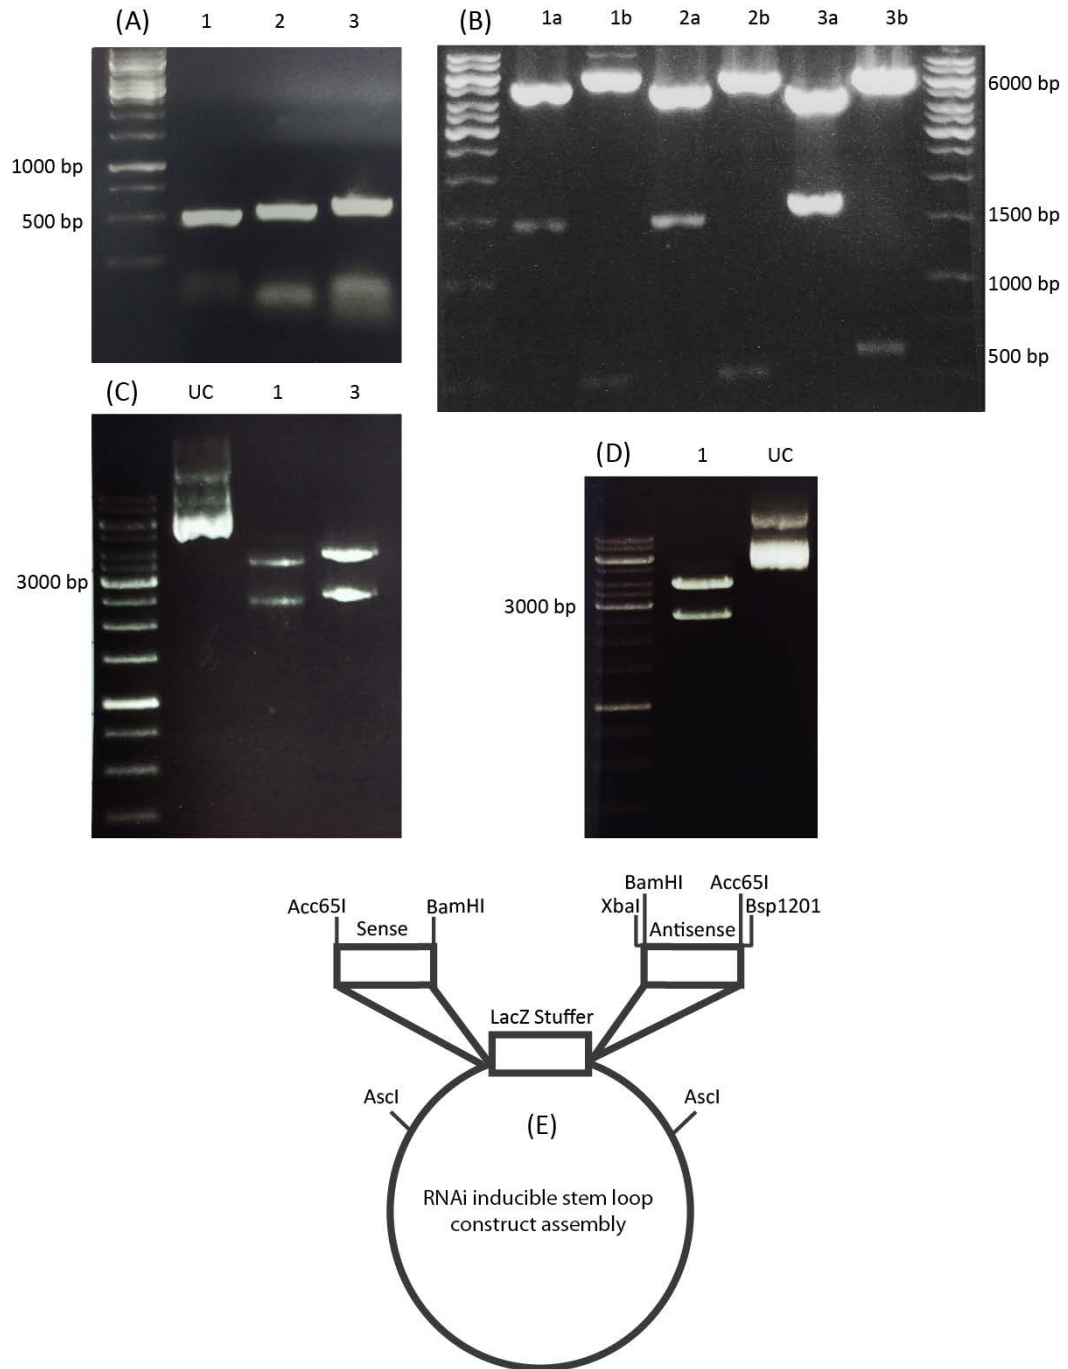 (A) 1 2 3
1000 bp
500 bp
(B) 1a 1b 2a 2b 3a 3b
6000 bp
1500 bp
1000 bp
500 bp
(C) UC 1 3
3000 bp
(D) 1 UC
3000 bp
Acc65I BamHI
Sense
BamHI Acc65I
XbaI Bsp1201
Antisense
LacZ Stuffer
AscI AscI
(E)
RNAi inducible stem loop
construct assembly